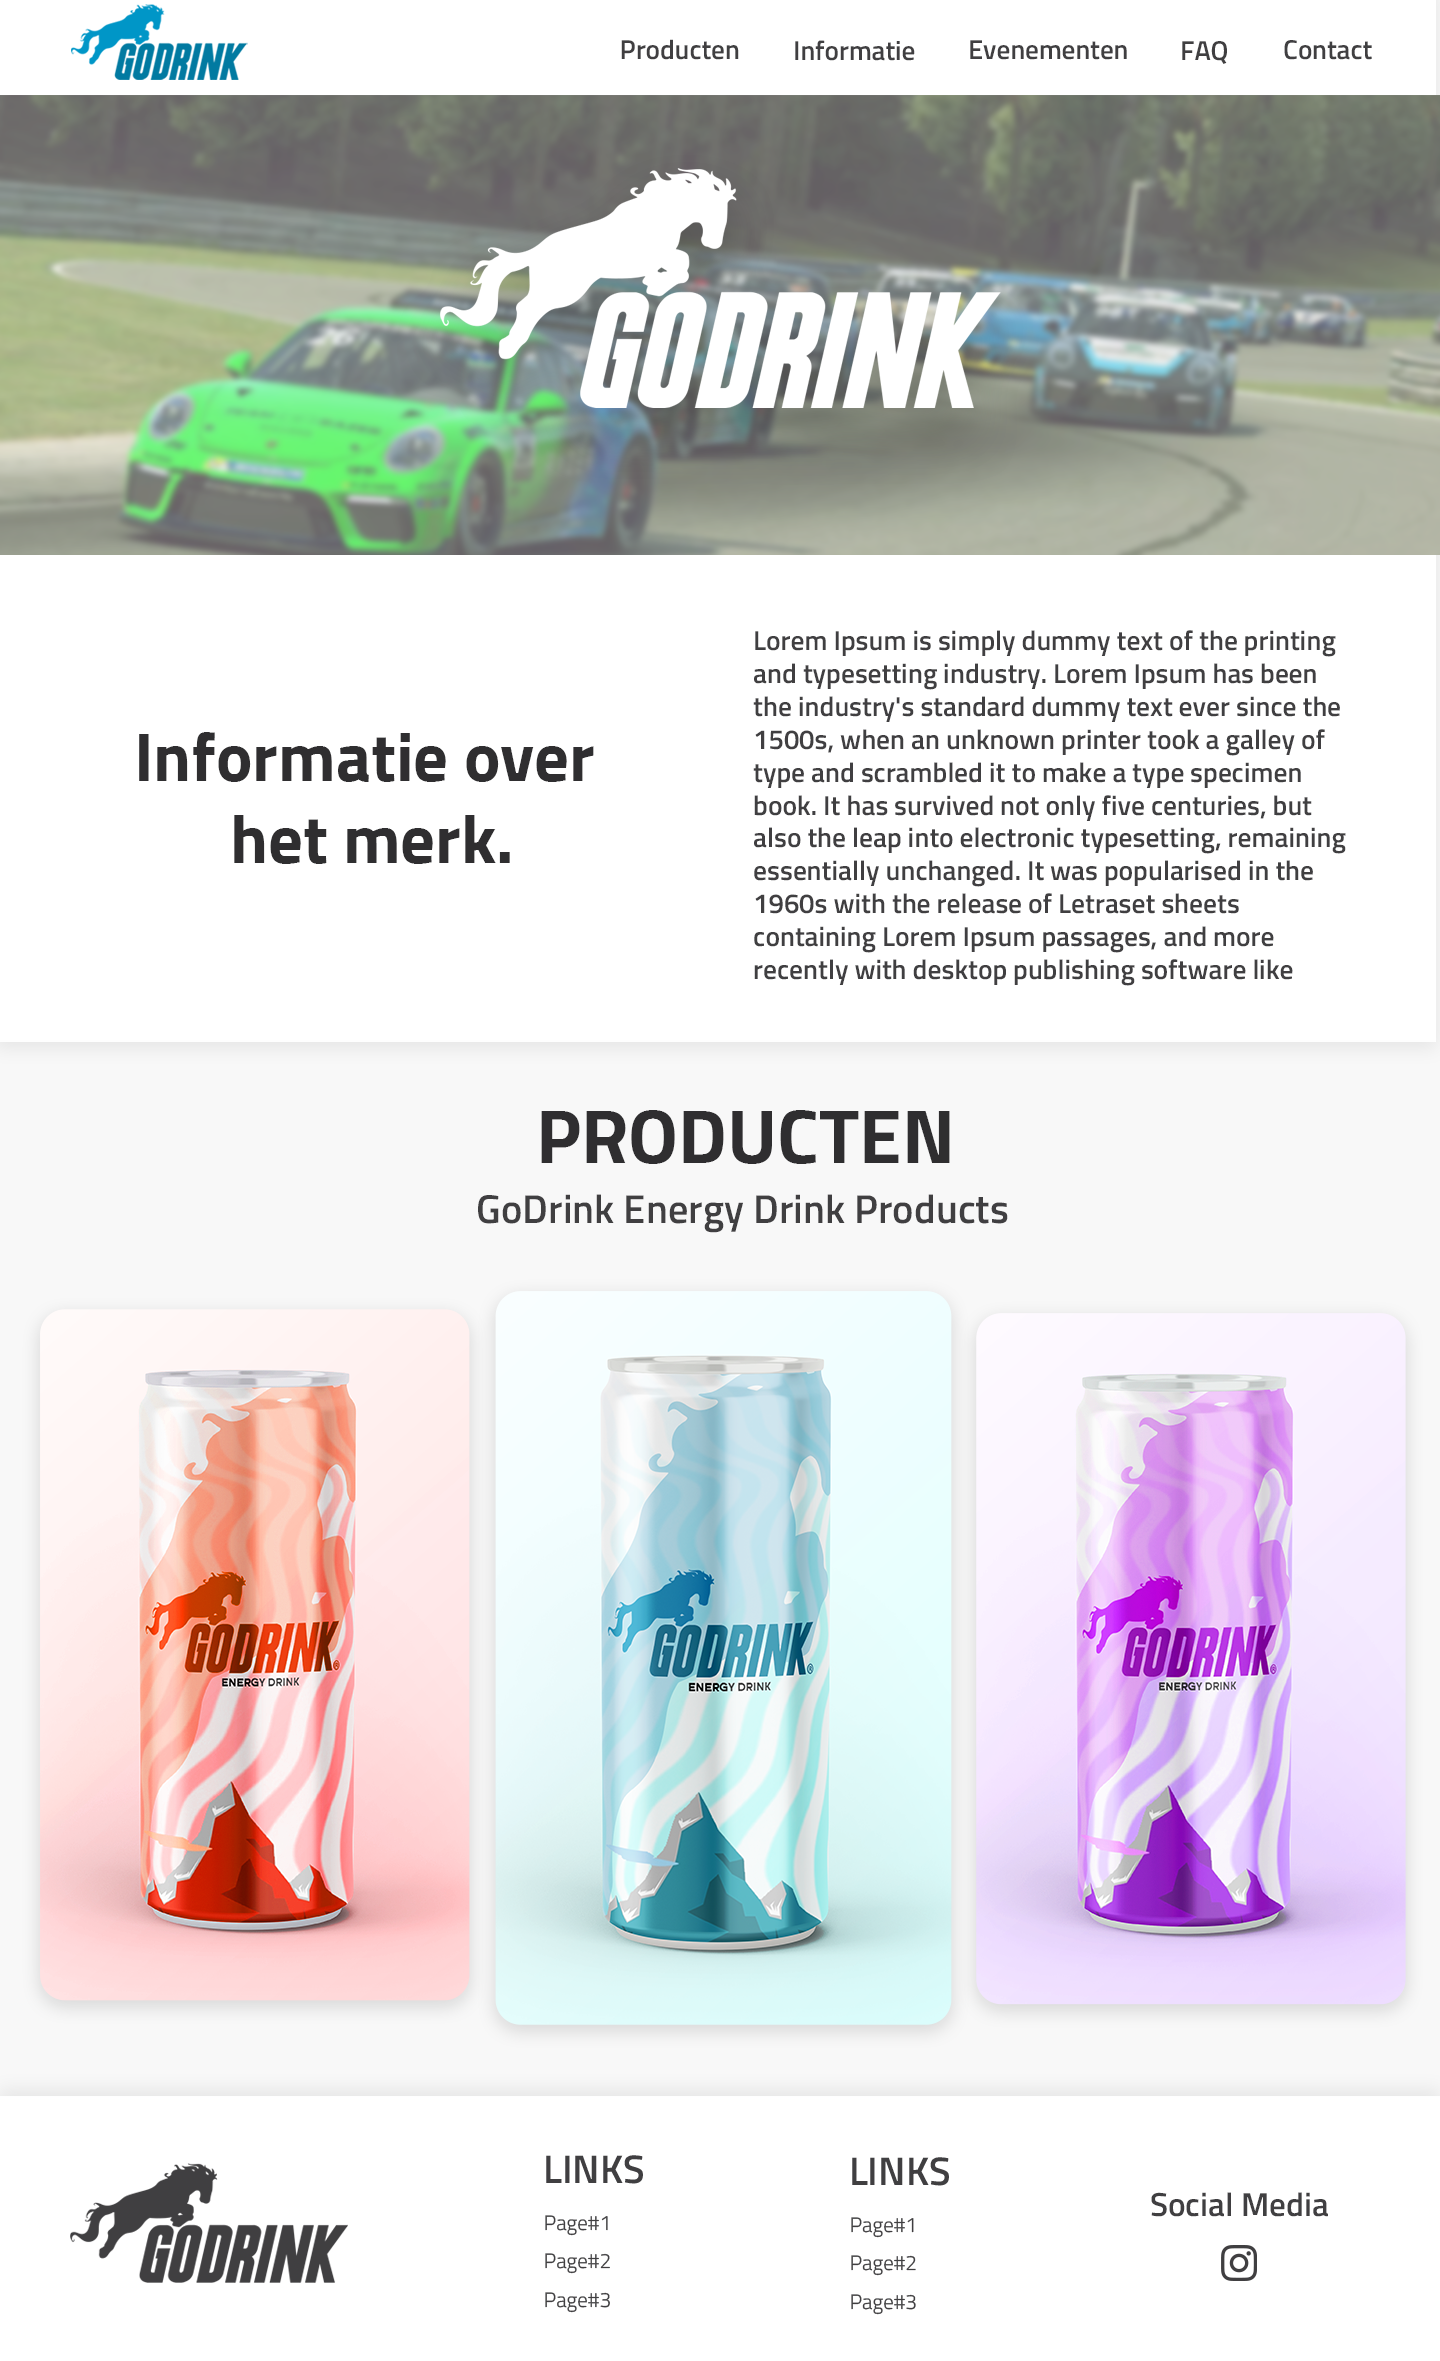 GODRINK
Producten
Informatie
Evenementen
FAQ
Contact
GODRINK
Informatie over
het merk.
Lorem Ipsum is simply dummy text of the printing
and typesetting industry. Lorem Ipsum has been
the industry's standard dummy text ever since the
1500s, when an unknown printer took a galley of
type and scrambled it to make a type specimen
book. It has survived not only five centuries, but
also the leap into electronic typesetting, remaining
essentially unchanged. It was popularised in the
1960s with the release of Letraset sheets
containing Lorem Ipsum passages, and more
recently with desktop publishing software like
PRODUCTEN
GoDrink Energy Drink Products
GODRINK®
ENERGY DRINK
GODRINK®
ENERGY DRINK
GODRINK®
ENERGY DRINK
GODRINK
LINKS
Page#1
Page#2
Page#3
LINKS
Page#1
Page#2
Page#3
Social Media